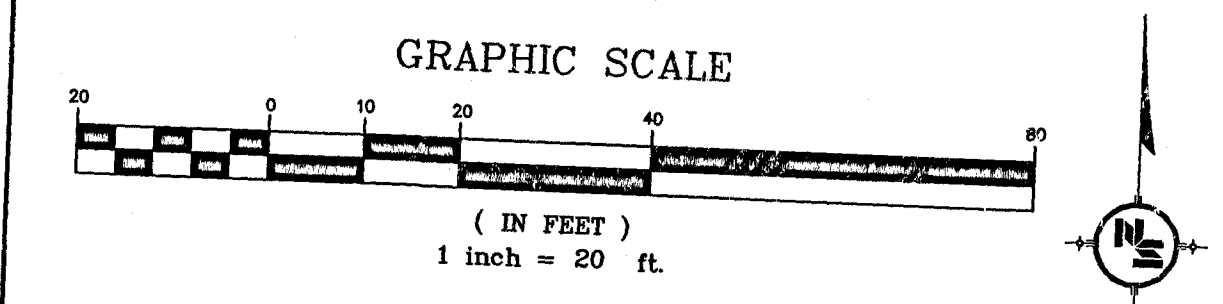 GRAPHIC SCALE
20 0 10 20 40 80
( IN FEET )
1 inch = 20 ft.